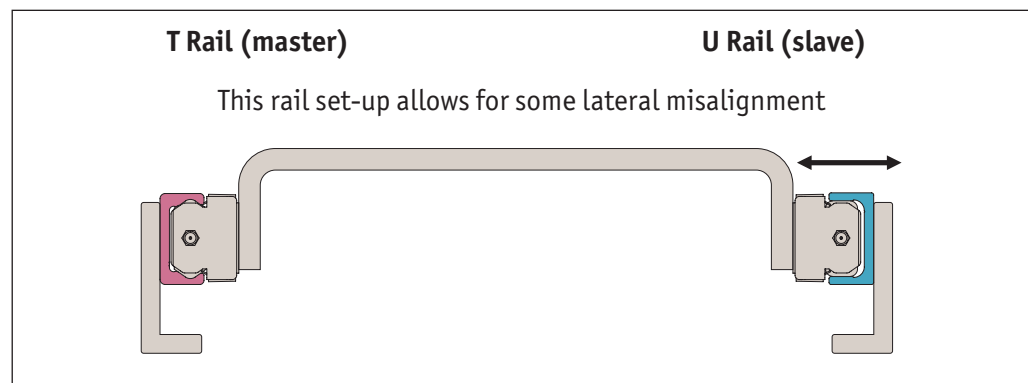 T Rail (master)
U Rail (slave)
This rail set-up allows for some lateral misalignment